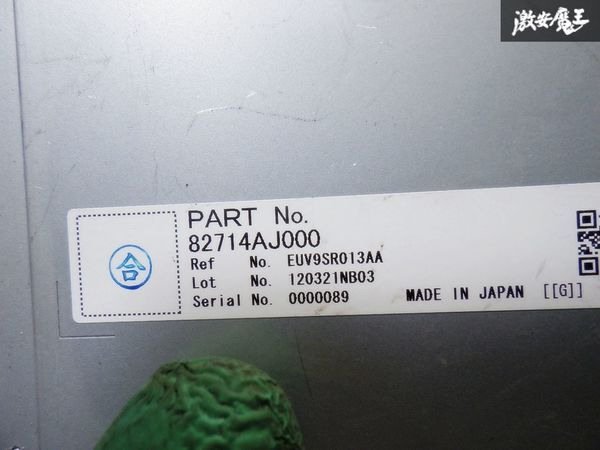 激安魔王
PART No.
82714AJ000
Ref No. EUV9SR013AA
Lot No. 120321NB03
Serial No. 0000089
MADE IN JAPAN [[G]]
合